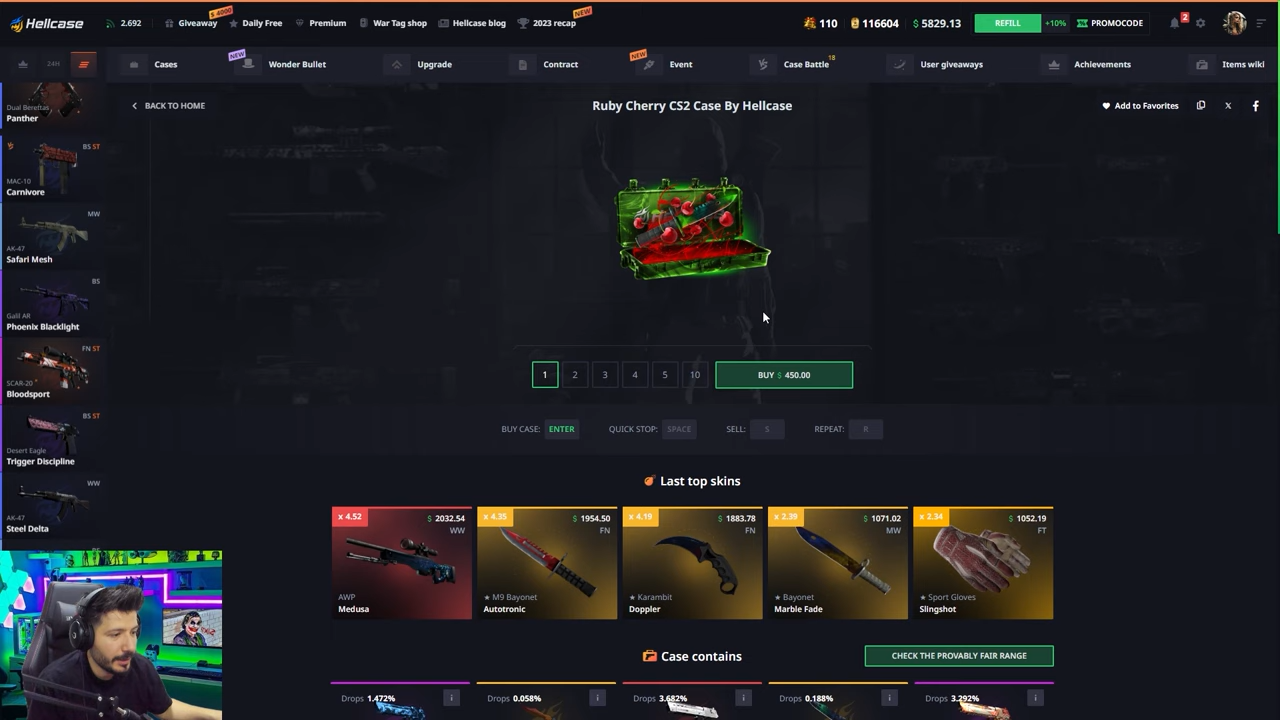 Hellcase
2.692
Giveaway
$ 4000
Daily Free
Premium
War Tag shop
Hellcase blog
2023 recap
NEW
110
116604
$ 5829.13
REFILL
+10%
PROMOCODE
2
24H
Cases
NEW
Wonder Bullet
Upgrade
Contract
NEW
Event
Case Battle
18
User giveaways
Achievements
Items wiki
BACK TO HOME
Ruby Cherry CS2 Case By Hellcase
Add to Favorites
Dual Berettas
Panther
BS ST
MAC-10
Carnivore
MW
AK-47
Safari Mesh
BS
Galil AR
Phoenix Blacklight
FN ST
SCAR-20
Bloodsport
BS ST
Desert Eagle
Trigger Discipline
WW
AK-47
Steel Delta
1
2
3
4
5
10
BUY $ 450.00
BUY CASE: ENTER
QUICK STOP: SPACE
SELL: S
REPEAT: R
Last top skins
x 4.52
$ 2032.54
WW
AWP
Medusa
x 4.35
$ 1954.50
FN
★ M9 Bayonet
Autotronic
x 4.19
$ 1883.78
FN
★ Karambit
Doppler
x 2.39
$ 1071.02
MW
★ Bayonet
Marble Fade
x 2.34
$ 1052.19
FT
★ Sport Gloves
Slingshot
Case contains
CHECK THE PROVABLY FAIR RANGE
Drops 1.472%
Drops 0.058%
Drops 3.682%
Drops 0.188%
Drops 3.292%